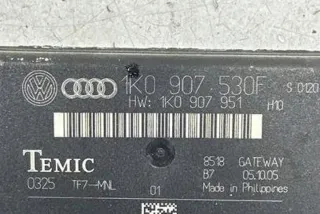 1K0 907 530F S 0120
HW: 1K0 907 951 H10
TEMIC
8518 GATEWAY
B7 05.10.05
0325 TF7-MNL 01
Made in Philippines